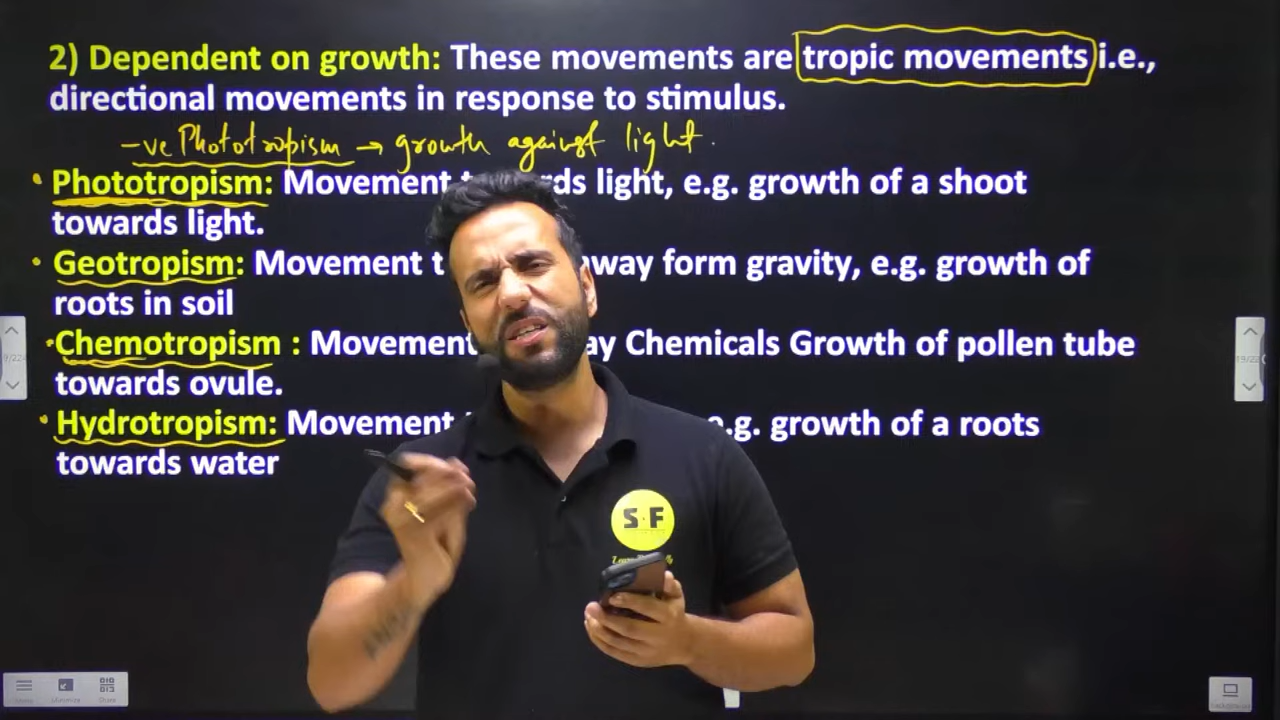 2) Dependent on growth: These movements are tropic movements i.e.,
directional movements in response to stimulus.
-ve Phototropism → growth against light.
Phototropism: Movement towards light, e.g. growth of a shoot
towards light.
Geotropism: Movement t away form gravity, e.g. growth of
roots in soil
Chemotropism : Movement ay Chemicals Growth of pollen tube
towards ovule.
Hydrotropism: Movement e.g. growth of a roots
towards water
S·F